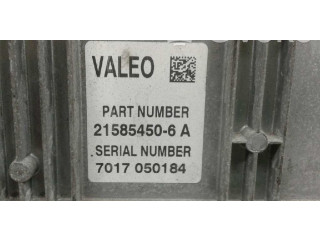 VALEO
PART NUMBER
21585450-6 A
SERIAL NUMBER
7017 050184